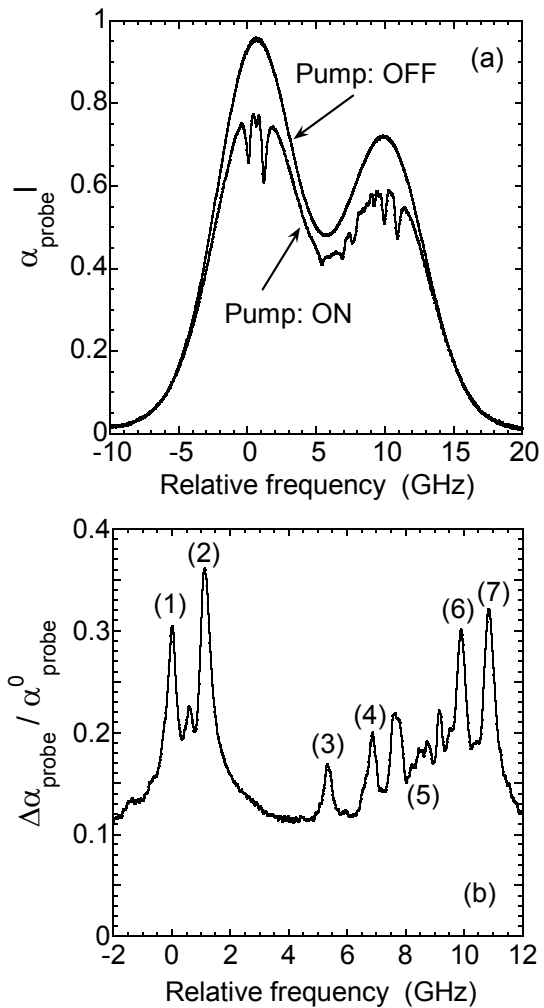 (a)
Pump: OFF
Pump: ON
α probe l
1
0.8
0.6
0.4
0.2
0
-10 -5 0 5 10 15 20
Relative frequency (GHz)
(b)
Δα probe / α⁰ probe
0.4
0.3
0.2
0.1
0
(1)
(2)
(3)
(4)
(5)
(6)
(7)
-2 0 2 4 6 8 10 12
Relative frequency (GHz)